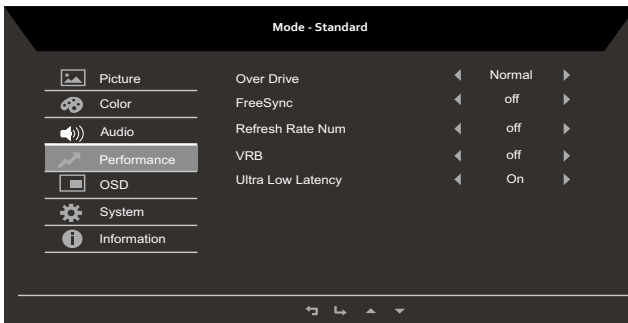 Mode - Standard
Picture
Color
Audio
Performance
OSD
System
Information
Over Drive Normal
FreeSync off
Refresh Rate Num off
VRB off
Ultra Low Latency On